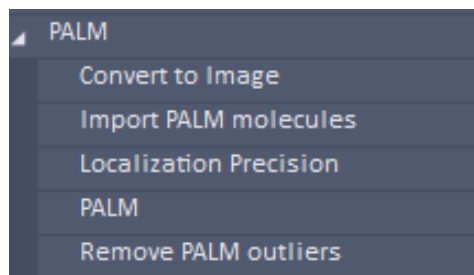 PALM
Convert to Image
Import PALM molecules
Localization Precision
PALM
Remove PALM outliers